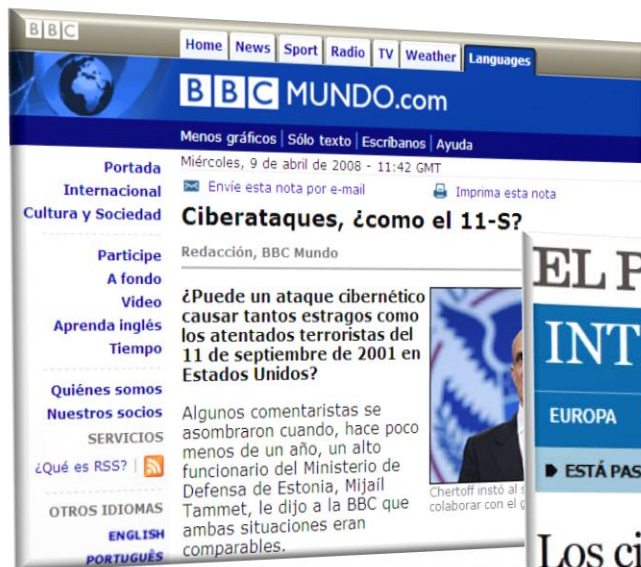 BBC
Home News Sport Radio TV Weather Languages
BBC MUNDO.com
Menos gráficos | Sólo texto | Escríbanos | Ayuda
Miércoles, 9 de abril de 2008 - 11:42 GMT
Envíe esta nota por e-mail Imprima esta nota
Ciberataques, ¿como el 11-S?
Redacción, BBC Mundo
¿Puede un ataque cibernético
causar tantos estragos como
los atentados terroristas del
11 de septiembre de 2001 en
Estados Unidos?
Algunos comentaristas se
asombraron cuando, hace poco
menos de un año, un alto
funcionario del Ministerio de
Defensa de Estonia, Mijaíl
Tammet, le dijo a la BBC que
ambas situaciones eran
comparables.
Chertoff instó al
colaborar con el
Portada
Internacional
Cultura y Sociedad
Participe
A fondo
Video
Aprenda inglés
Tiempo
Quiénes somos
Nuestros socios
SERVICIOS
¿Qué es RSS?
OTROS IDIOMAS
ENGLISH
PORTUGUÊS
EL P
INT
EUROPA
ESTÁ PAS
Los ci